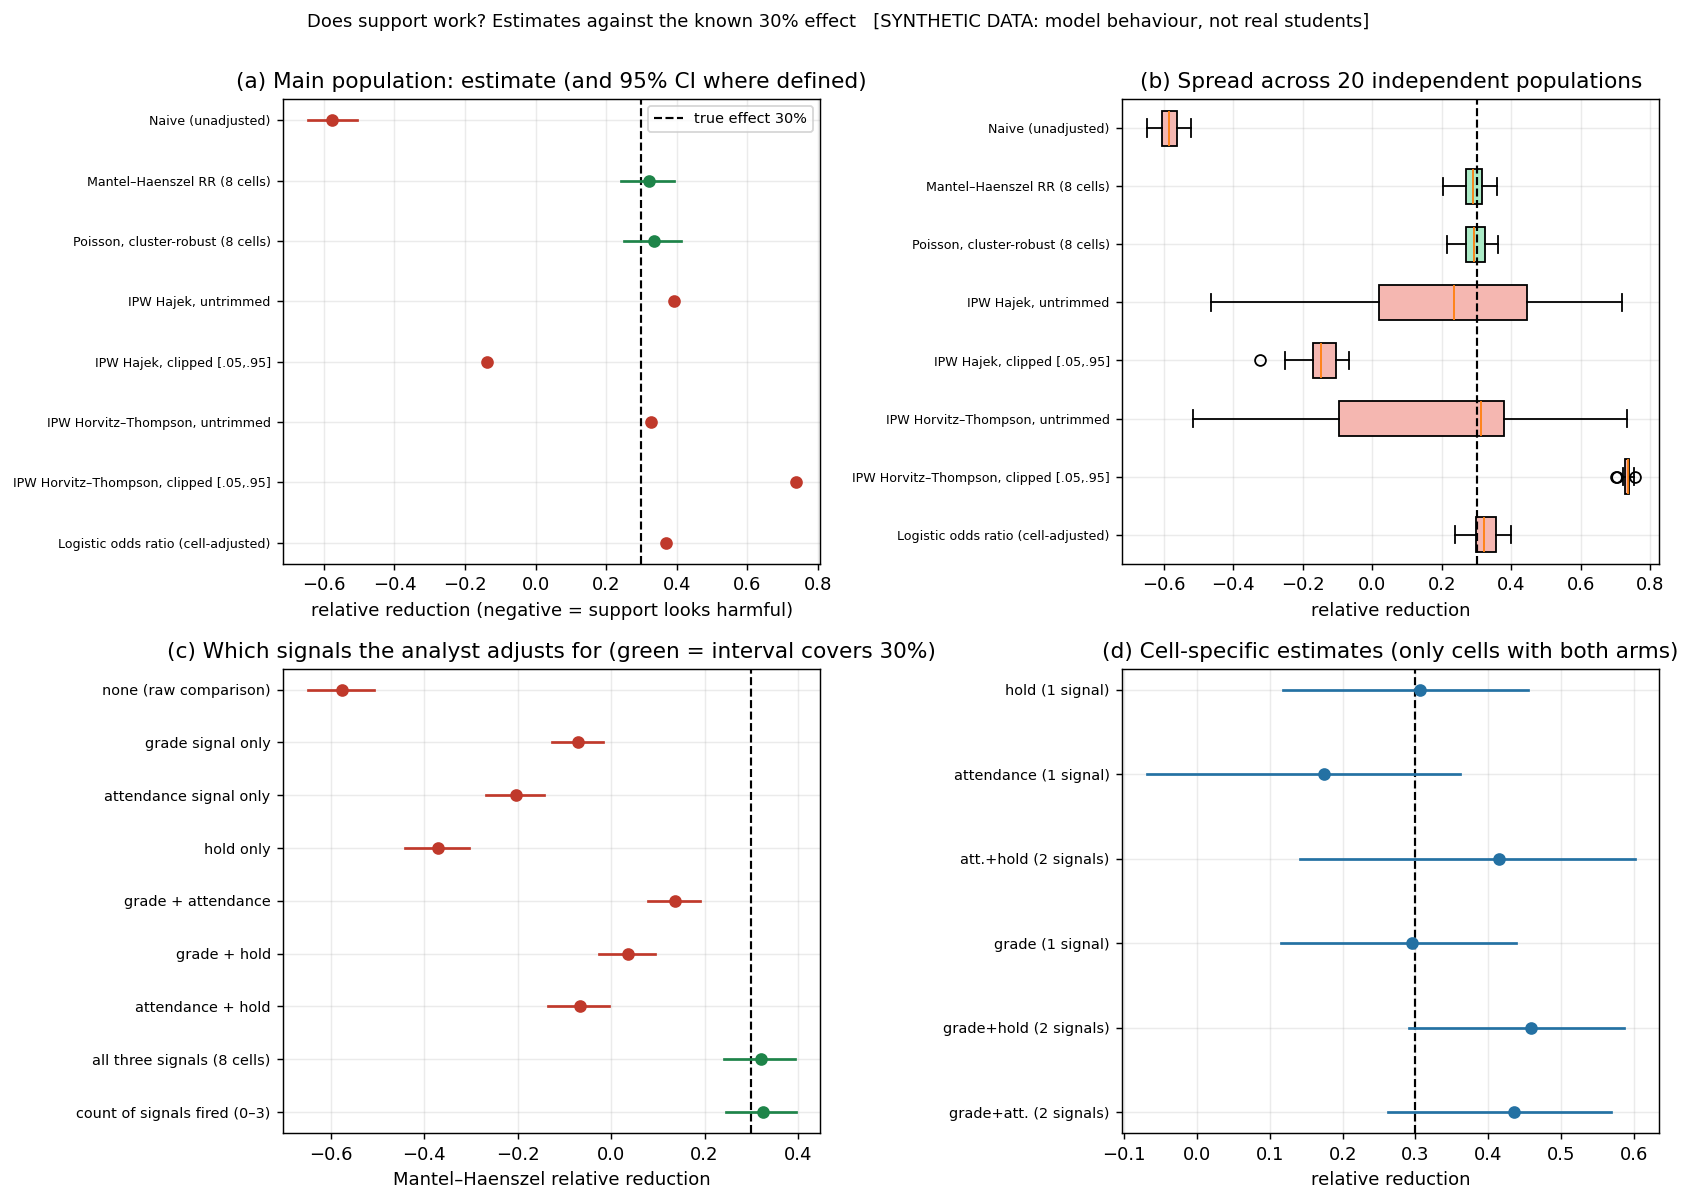 Does support work? Estimates against the known 30% effect   [SYNTHETIC DATA: model behaviour, not real students]
(a) Main population: estimate (and 95% CI where defined)
true effect 30%
Naive (unadjusted)
Mantel–Haenszel RR (8 cells)
Poisson, cluster-robust (8 cells)
IPW Hajek, untrimmed
IPW Hajek, clipped [.05,.95]
IPW Horvitz–Thompson, untrimmed
IPW Horvitz–Thompson, clipped [.05,.95]
Logistic odds ratio (cell-adjusted)
−0.6 −0.4 −0.2 0.0 0.2 0.4 0.6 0.8
relative reduction (negative = support looks harmful)
(b) Spread across 20 independent populations
Naive (unadjusted)
Mantel–Haenszel RR (8 cells)
Poisson, cluster-robust (8 cells)
IPW Hajek, untrimmed
IPW Hajek, clipped [.05,.95]
IPW Horvitz–Thompson, untrimmed
IPW Horvitz–Thompson, clipped [.05,.95]
Logistic odds ratio (cell-adjusted)
−0.6 −0.4 −0.2 0.0 0.2 0.4 0.6 0.8
relative reduction
(c) Which signals the analyst adjusts for (green = interval covers 30%)
none (raw comparison)
grade signal only
attendance signal only
hold only
grade + attendance
grade + hold
attendance + hold
all three signals (8 cells)
count of signals fired (0–3)
−0.6 −0.4 −0.2 0.0 0.2 0.4
Mantel–Haenszel relative reduction
(d) Cell-specific estimates (only cells with both arms)
hold (1 signal)
attendance (1 signal)
att.+hold (2 signals)
grade (1 signal)
grade+hold (2 signals)
grade+att. (2 signals)
−0.1 0.0 0.1 0.2 0.3 0.4 0.5 0.6
relative reduction